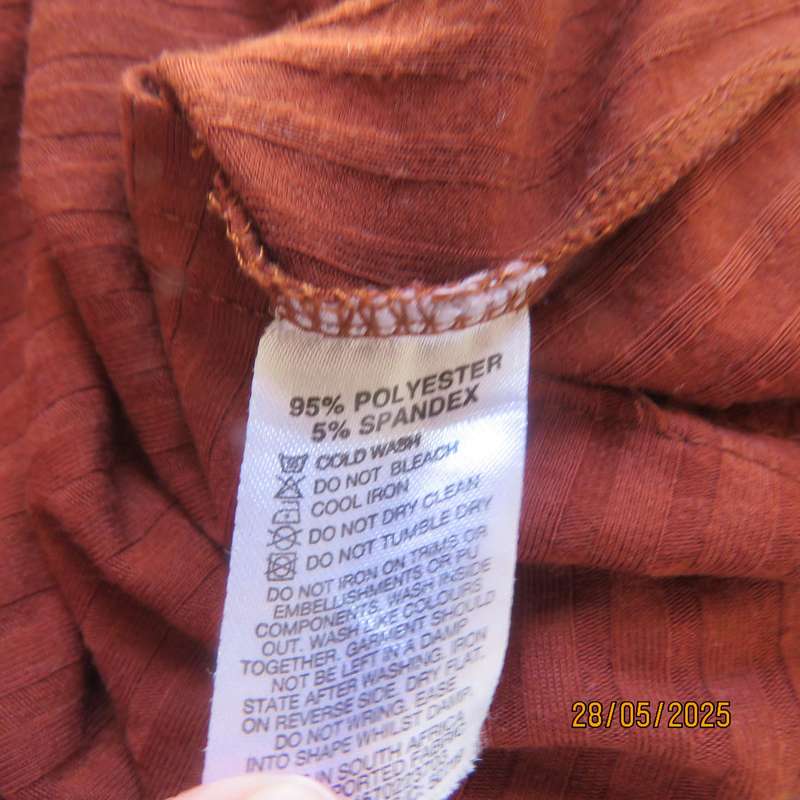 95% POLYESTER
5% SPANDEX
COLD WASH
DO NOT BLEACH
COOL IRON
DO NOT DRY CLEAN
DO NOT TUMBLE DRY
DO NOT IRON ON TRIMS OR
EMBELLISHMENTS OR PU
COMPONENTS. WASH INSIDE
OUT. WASH LIKE COLOURS
TOGETHER. GARMENT SHOULD
NOT BE LEFT IN A DAMP
STATE AFTER WASHING. IRON
ON REVERSE SIDE. DRY FLAT.
DO NOT WRING. EASE
INTO SHAPE WHILST DAMP.
IN SOUTH AFRICA
FABRIC
28/05/2025